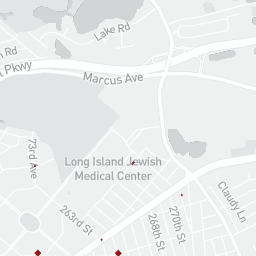 Lake Rd
Rd
Pkwy
Marcus Ave
73rd Ave
Long Island Jewish
Medical Center
263rd St
268th St
270th St
Claudy Ln